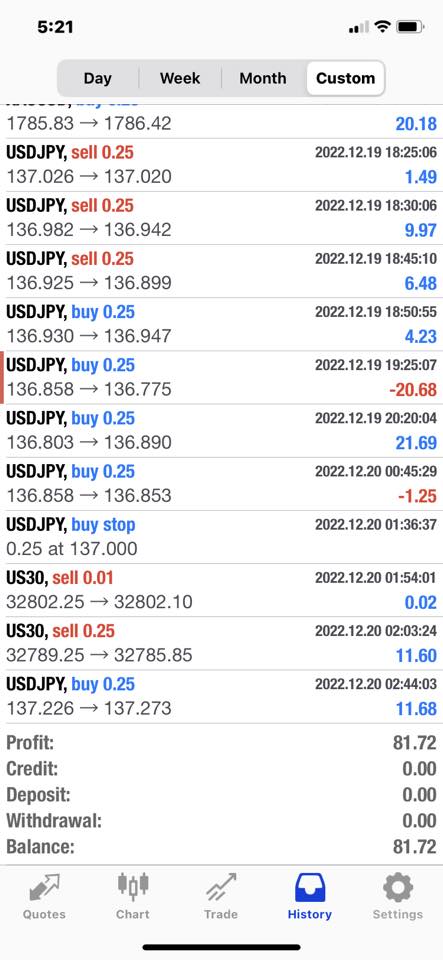 5:21
Day Week Month Custom
1785.83 → 1786.42 20.18
USDJPY, sell 0.25 2022.12.19 18:25:06
137.026 → 137.020 1.49
USDJPY, sell 0.25 2022.12.19 18:30:06
136.982 → 136.942 9.97
USDJPY, sell 0.25 2022.12.19 18:45:10
136.925 → 136.899 6.48
USDJPY, buy 0.25 2022.12.19 18:50:55
136.930 → 136.947 4.23
USDJPY, buy 0.25 2022.12.19 19:25:07
136.858 → 136.775 -20.68
USDJPY, buy 0.25 2022.12.19 20:20:04
136.803 → 136.890 21.69
USDJPY, buy 0.25 2022.12.20 00:45:29
136.858 → 136.853 -1.25
USDJPY, buy stop 2022.12.20 01:36:37
0.25 at 137.000
US30, sell 0.01 2022.12.20 01:54:01
32802.25 → 32802.10 0.02
US30, sell 0.25 2022.12.20 02:03:24
32789.25 → 32785.85 11.60
USDJPY, buy 0.25 2022.12.20 02:44:03
137.226 → 137.273 11.68
Profit: 81.72
Credit: 0.00
Deposit: 0.00
Withdrawal: 0.00
Balance: 81.72
Quotes Chart Trade History Settings